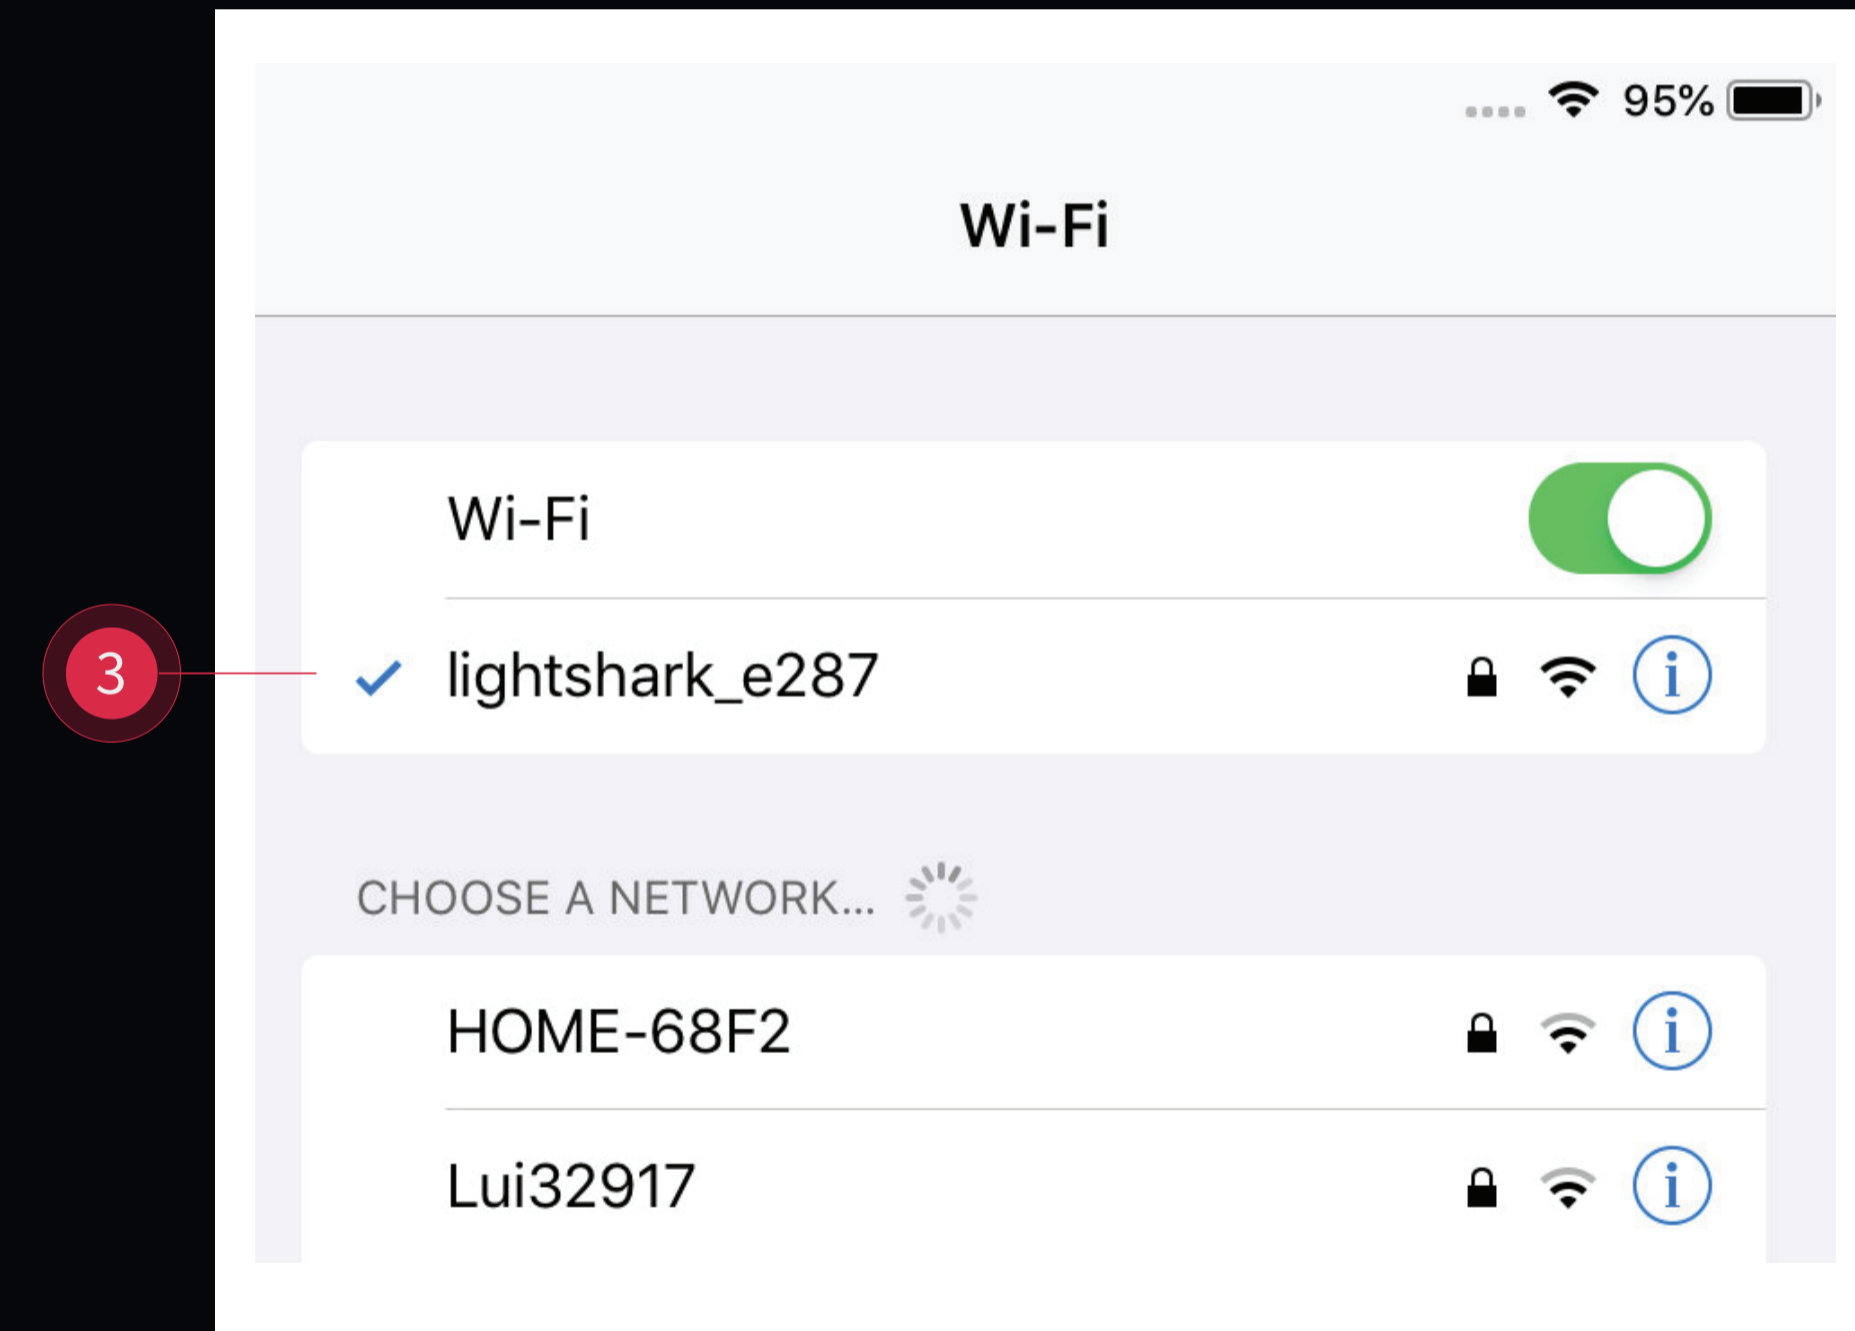 95%
Wi-Fi
Wi-Fi
3
lightshark_e287
CHOOSE A NETWORK...
HOME-68F2
Lui32917